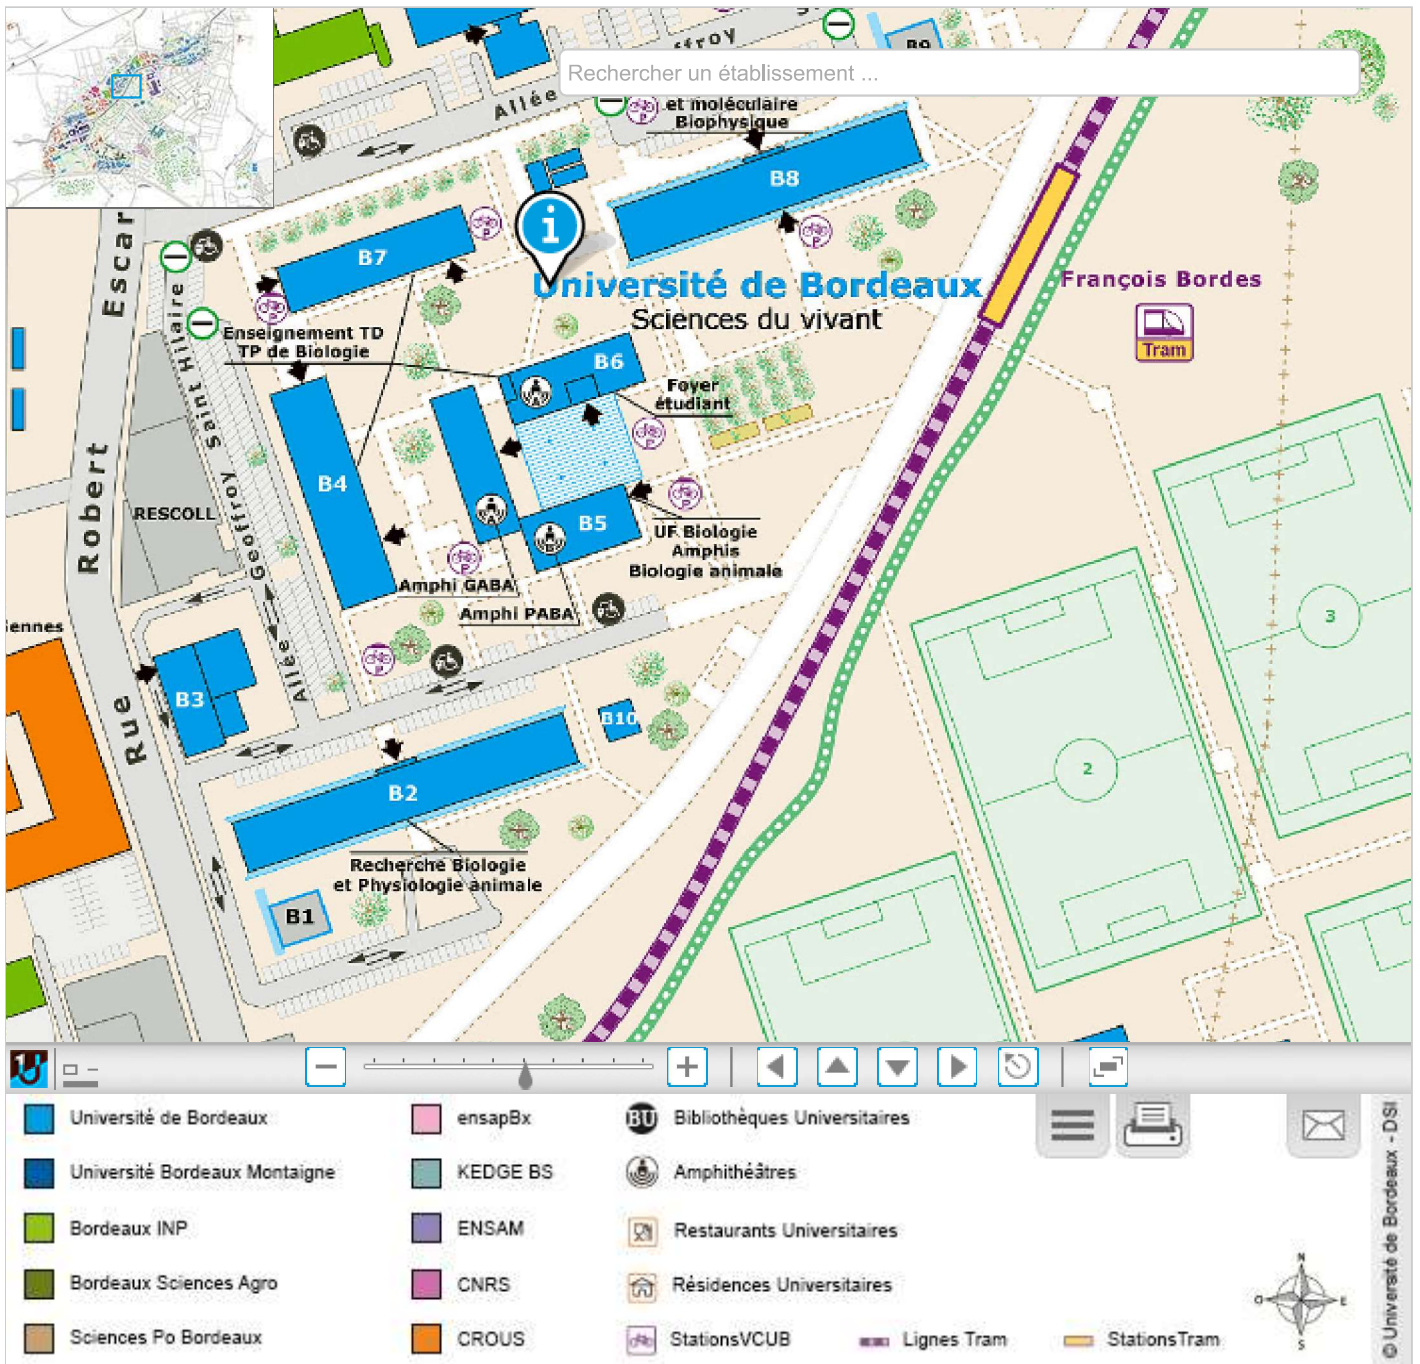 ffroy
B9
Rechercher un établissement ...
Allée
et moléculaire
Biophysique
B8
Escar
B7
Université de Bordeaux
Sciences du vivant
François Bordes
Tram
Enseignement TD
TP de Biologie
B6
Foyer
étudiant
Robert
B4
RESCOLL
Allée Geoffroy Saint Hilaire
B5
UF Biologie
Amphis
Biologie animale
Amphi GABA
Amphi PABA
iennes
Rue
B3
B10
B2
Recherche Biologie
et Physiologie animale
B1
3
2
Université de Bordeaux
Université Bordeaux Montaigne
Bordeaux INP
Bordeaux Sciences Agro
Sciences Po Bordeaux
ensapBx
KEDGE BS
ENSAM
CNRS
CROUS
BU Bibliothèques Universitaires
Amphithéâtres
Restaurants Universitaires
Résidences Universitaires
StationsVCUB
Lignes Tram
StationsTram
N
O
E
S
© Université de Bordeaux - DSI